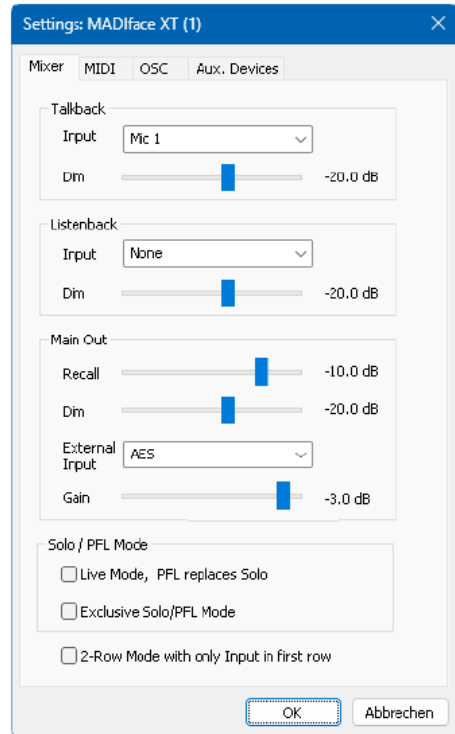 Settings: MADIface XT (1)
Mixer MIDI OSC Aux. Devices
Talkback
Input Mic 1
Dim -20.0 dB
Listenback
Input None
Dim -20.0 dB
Main Out
Recall -10.0 dB
Dim -20.0 dB
External
Input AES
Gain -3.0 dB
Solo / PFL Mode
Live Mode, PFL replaces Solo
Exclusive Solo/PFL Mode
2-Row Mode with only Input in first row
OK Abbrechen